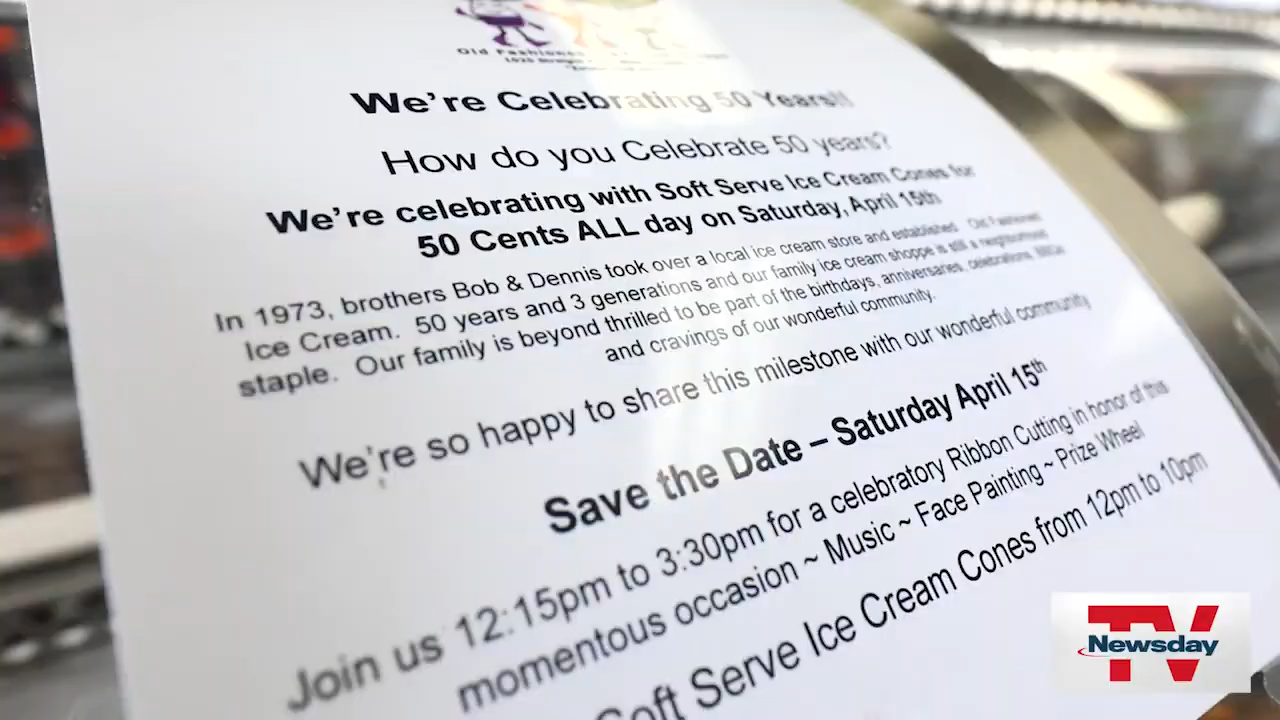 Old Fashioned
We're Celebrating 50 Years!!
How do you Celebrate 50 years?
We're celebrating with Soft Serve Ice Cream Cones for
50 Cents ALL day on Saturday, April 15th
In 1973, brothers Bob & Dennis took over a local ice cream store and established Old Fashioned
Ice Cream. 50 years and 3 generations and our family ice cream shoppe is still a neighborhood
staple. Our family is beyond thrilled to be part of the birthdays, anniversaries, celebrations, BBQs
and cravings of our wonderful community.
We're so happy to share this milestone with our wonderful community
Save the Date – Saturday April 15th
Join us 12:15pm to 3:30pm for a celebratory Ribbon Cutting in honor of this
momentous occasion ~ Music ~ Face Painting ~ Prize Wheel
Soft Serve Ice Cream Cones from 12pm to 10pm
TV
Newsday